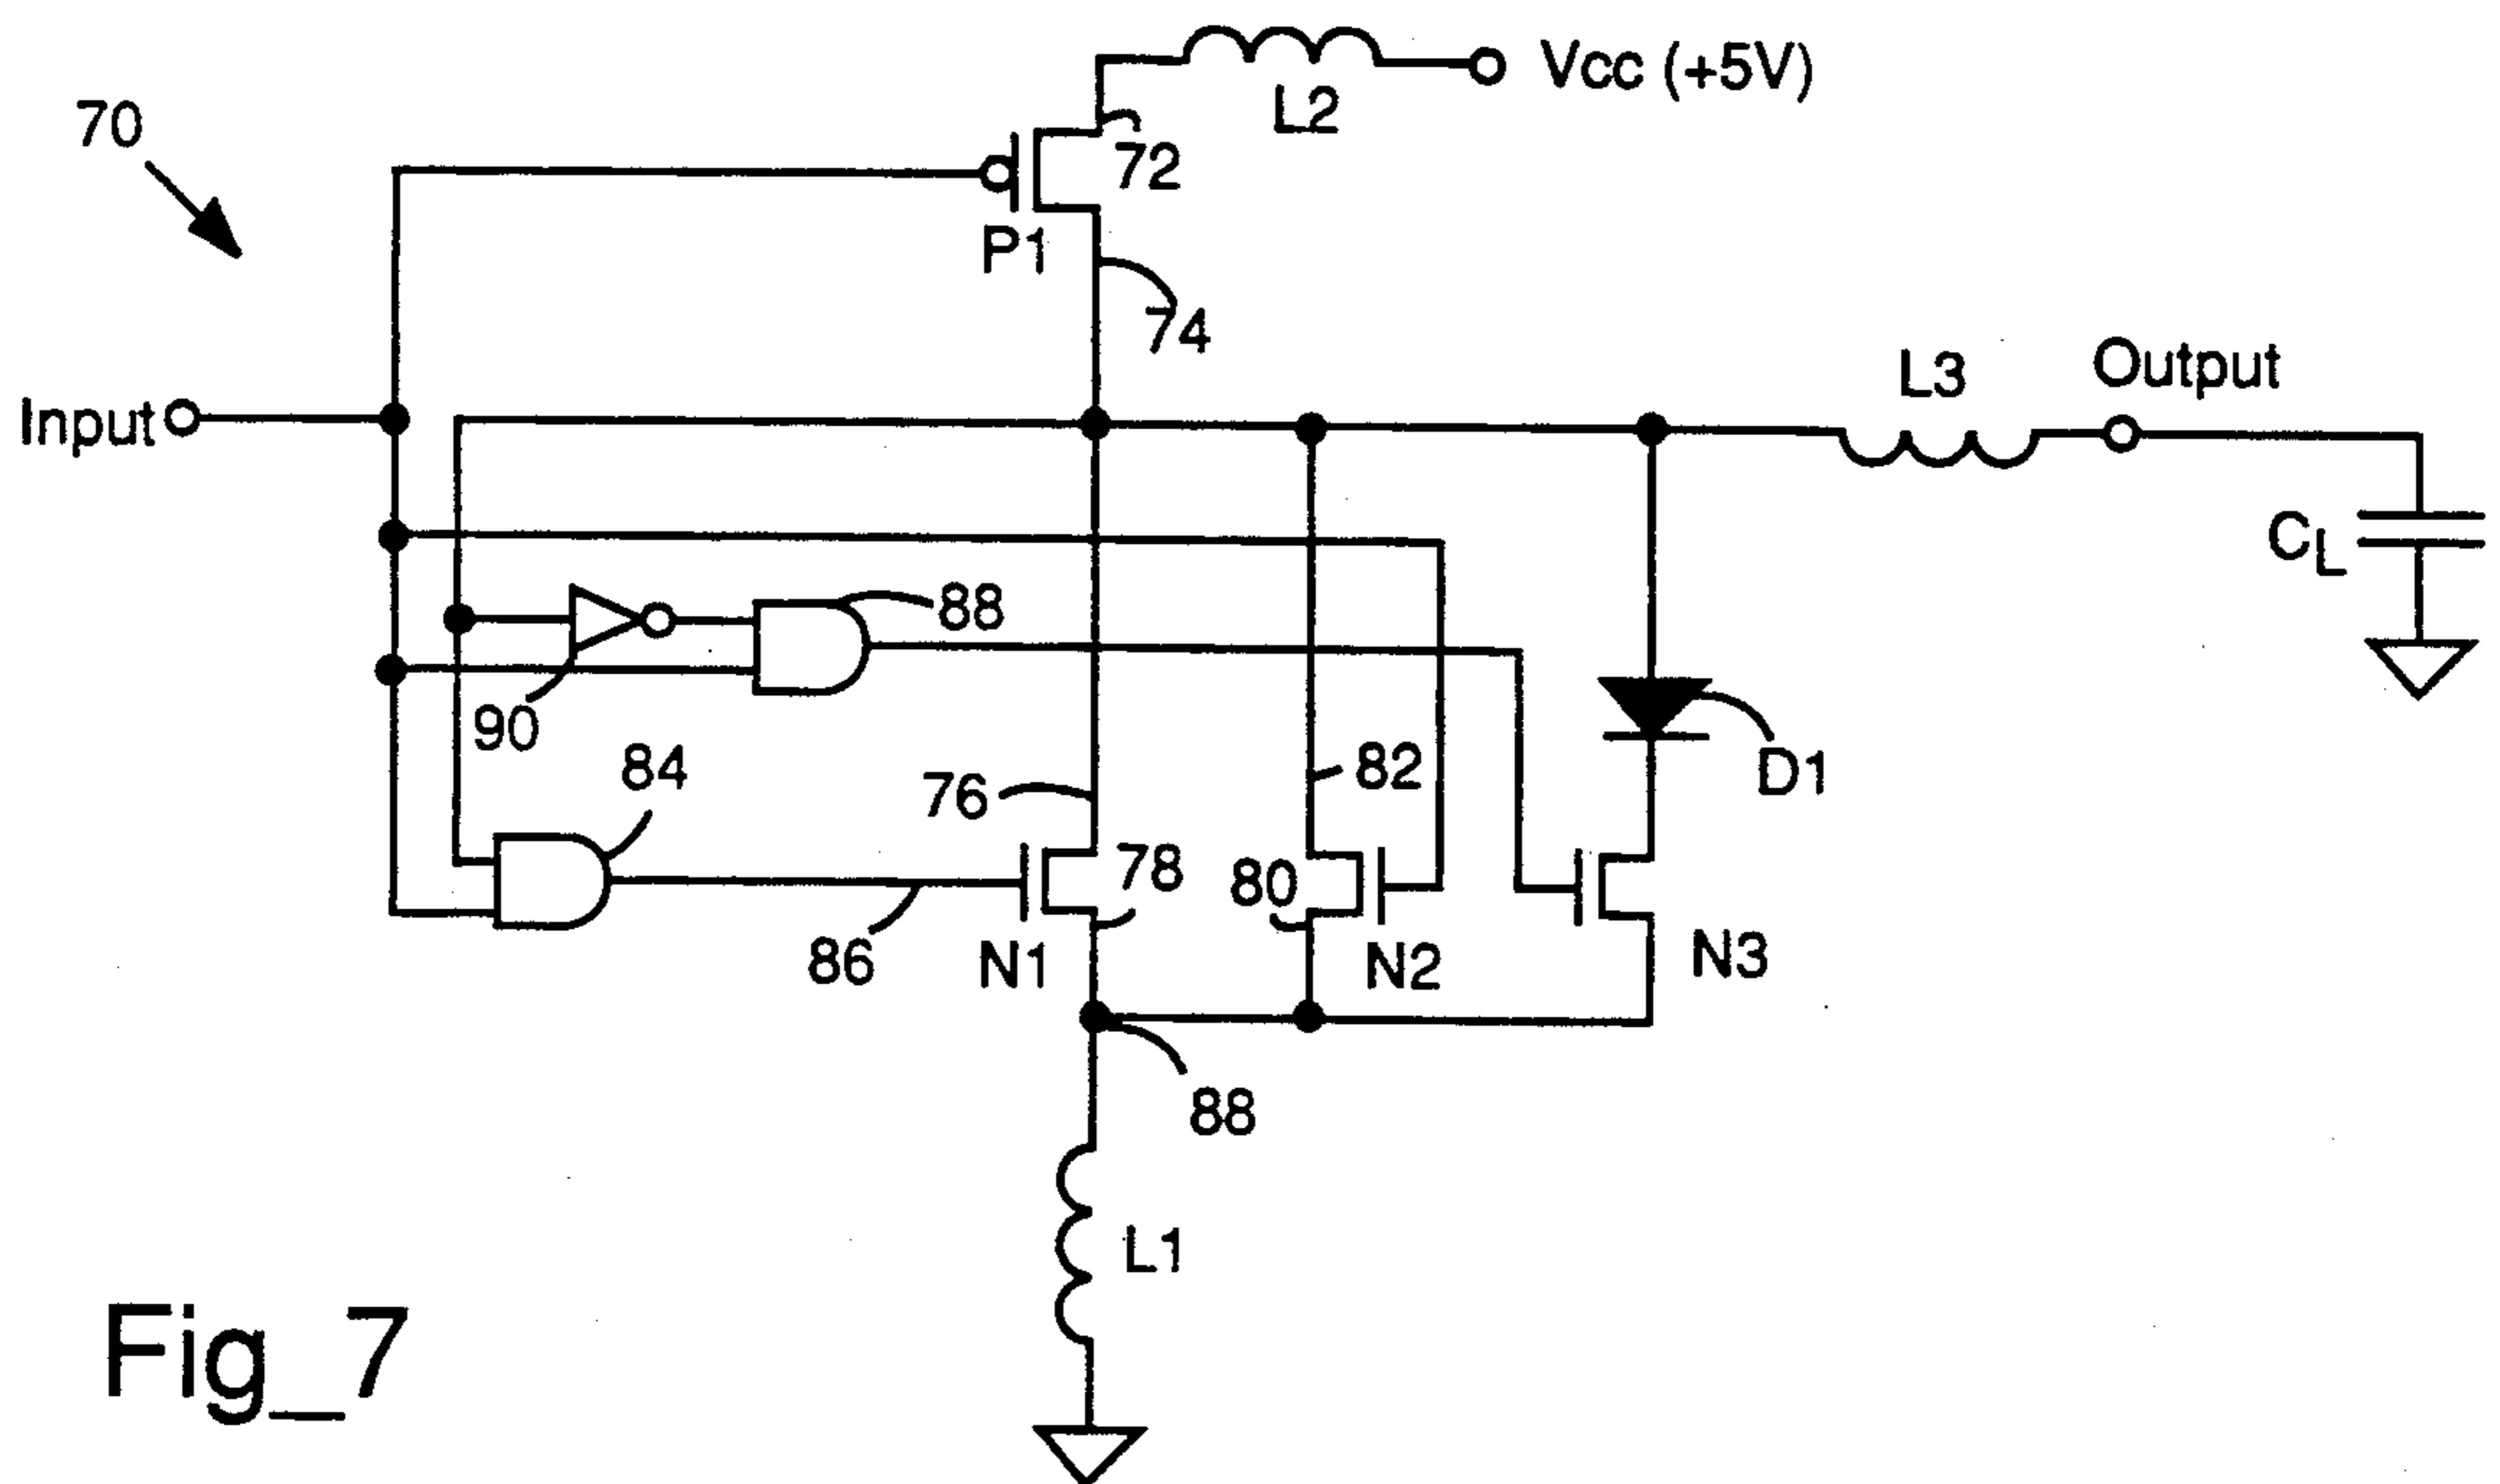 Vcc (+5V)
L2
70
72
P1
74
L3
Output
Input
CL
88
90
84
D1
82
76
78
80
86
N1
N2
N3
88
L1
Fig_7